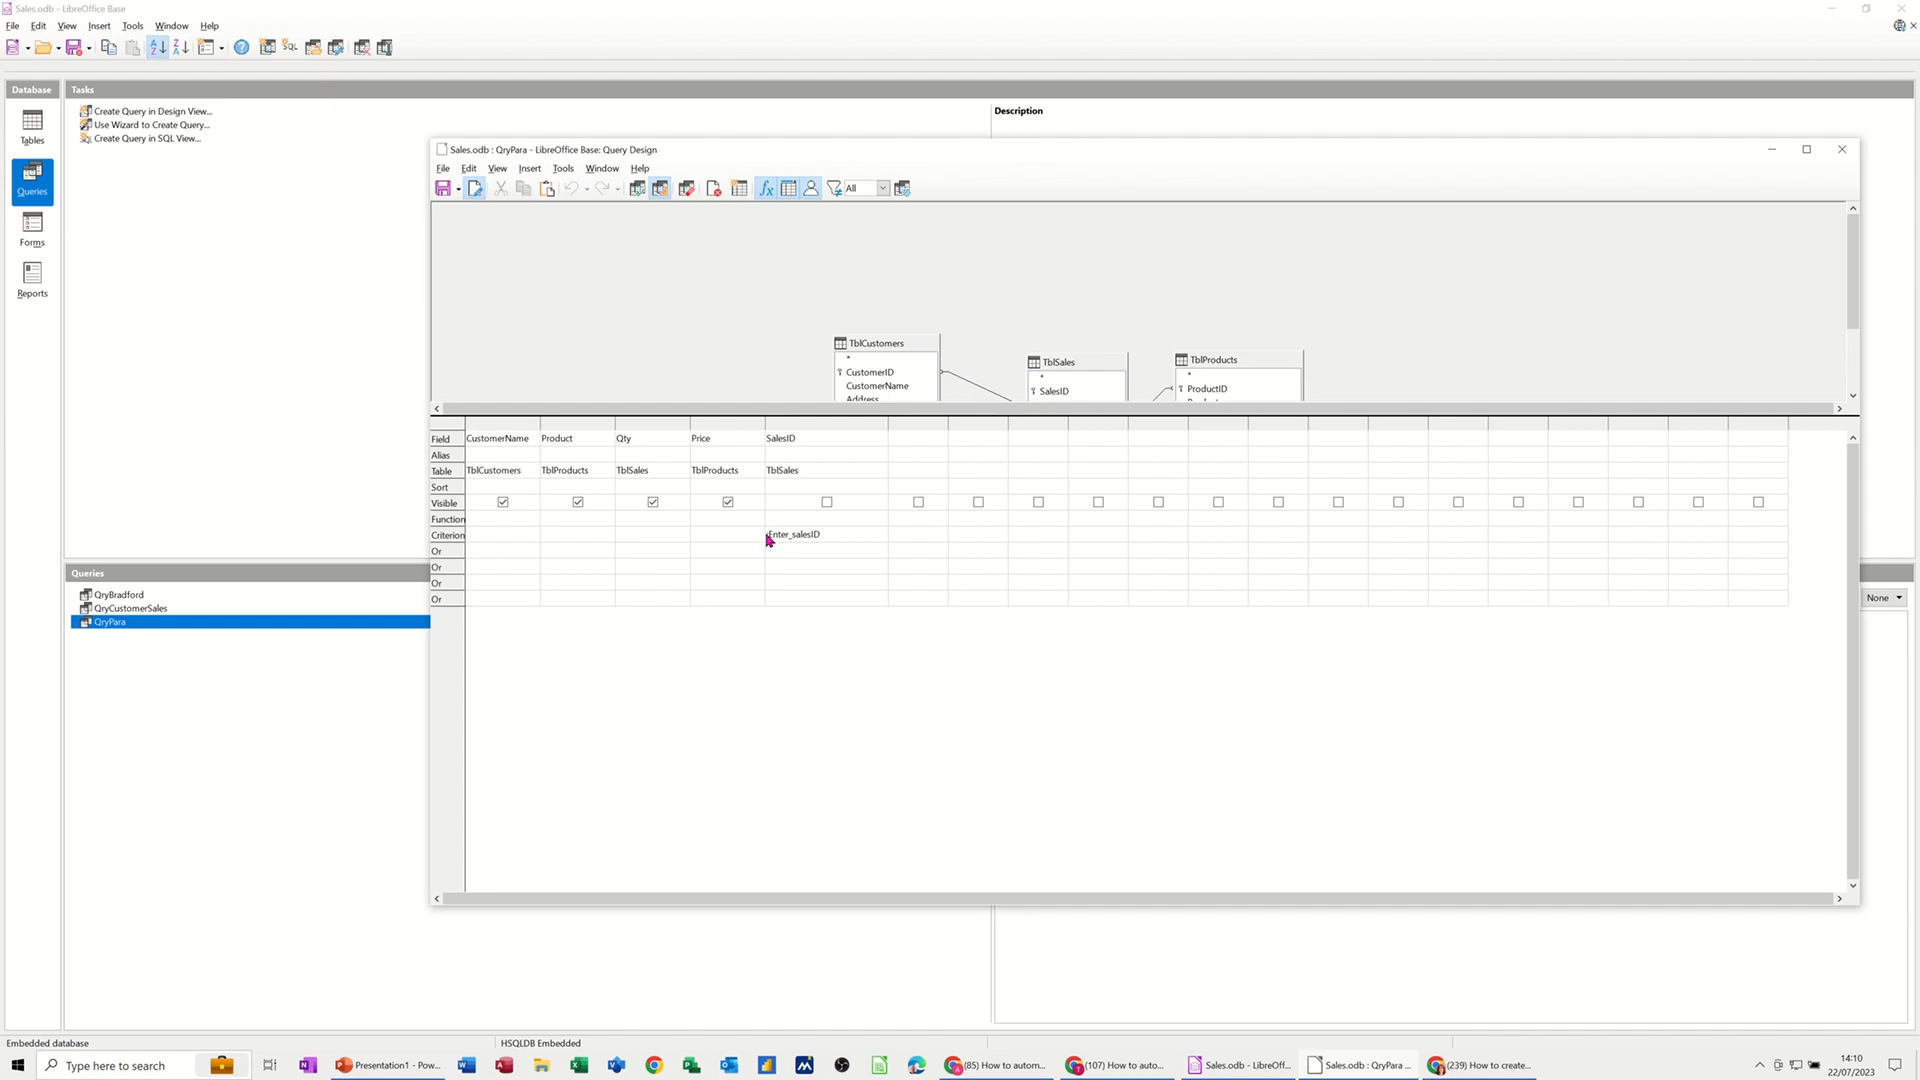 Sales.odb - LibreOffice Base
File Edit View Insert Tools Window Help
SQL
Database
Tasks
Tables
Queries
Forms
Reports
Create Query in Design View...
Use Wizard to Create Query...
Create Query in SQL View...
Description
Sales.odb : QryPara - LibreOffice Base: Query Design
File Edit View Insert Tools Window Help
All
TblCustomers
*
CustomerID
CustomerName
Address
TblSales
*
SalesID
TblProducts
*
ProductID
Field CustomerName Product Qty Price SalesID
Alias
Table TblCustomers TblProducts TblSales TblProducts TblSales
Sort
Visible
Function
Criterion Enter_salesID
Or
Or
Or
Or
Queries
QryBradford
QryCustomerSales
QryPara
None
Embedded database
HSQLDB Embedded
Type here to search
Presentation1 - Pow...
(85) How to autom...
(107) How to auto...
Sales.odb - LibreOff...
Sales.odb : QryPara ...
(239) How to create...
14:10
22/07/2023